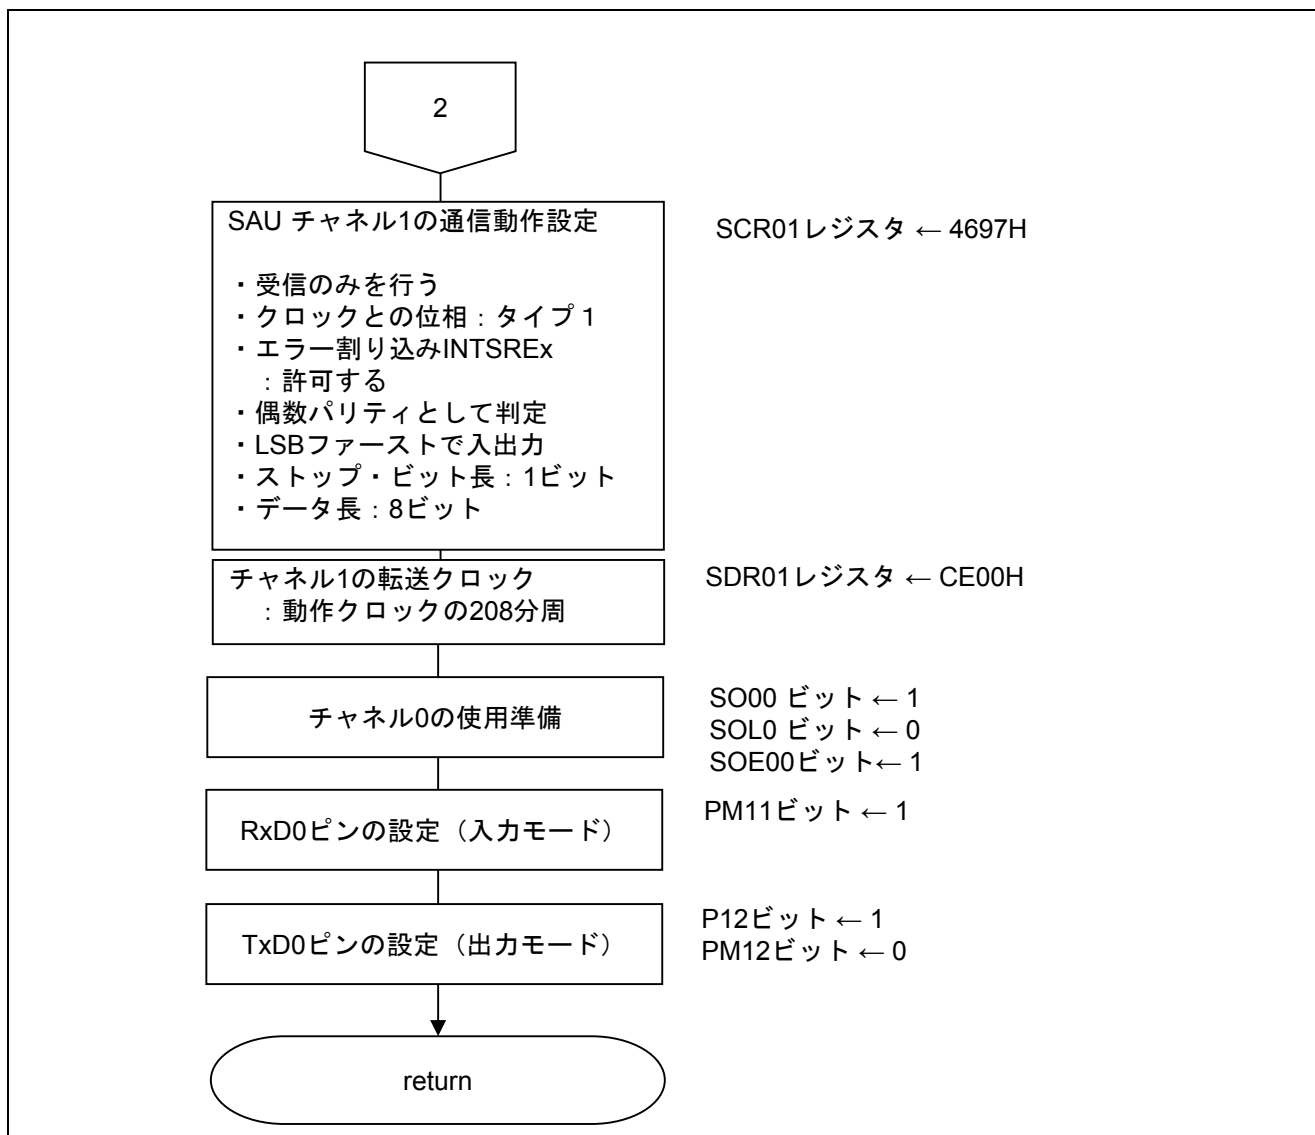 2
SAU チャネル1の通信動作設定
・受信のみを行う
・クロックとの位相：タイプ１
・エラー割り込みINTSREx
：許可する
・偶数パリティとして判定
・LSBファーストで入出力
・ストップ・ビット長：1ビット
・データ長：8ビット
SCR01レジスタ ← 4697H
チャネル1の転送クロック
：動作クロックの208分周
SDR01レジスタ ← CE00H
チャネル0の使用準備
SO00 ビット ← 1
SOL0 ビット ← 0
SOE00ビット← 1
RxD0ピンの設定（入力モード）
PM11ビット ← 1
TxD0ピンの設定（出力モード）
P12ビット ← 1
PM12ビット ← 0
return